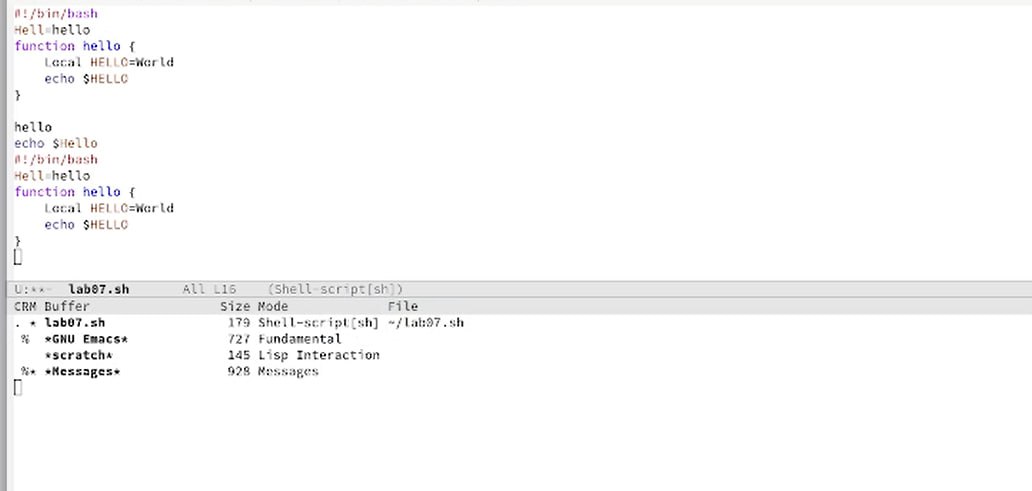 #!/bin/bash
Hell=hello
function hello {
    Local HELLO=World
    echo $HELLO
}
hello
echo $Hello
#!/bin/bash
Hell=hello
function hello {
    Local HELLO=World
    echo $HELLO
}
U:**-  lab07.sh       All L16    (Shell-script[sh])
CRM Buffer                 Size Mode             File
. * lab07.sh                179 Shell-script[sh] ~/lab07.sh
 %  *GNU Emacs*             727 Fundamental
    *scratch*               145 Lisp Interaction
 %* *Messages*              928 Messages